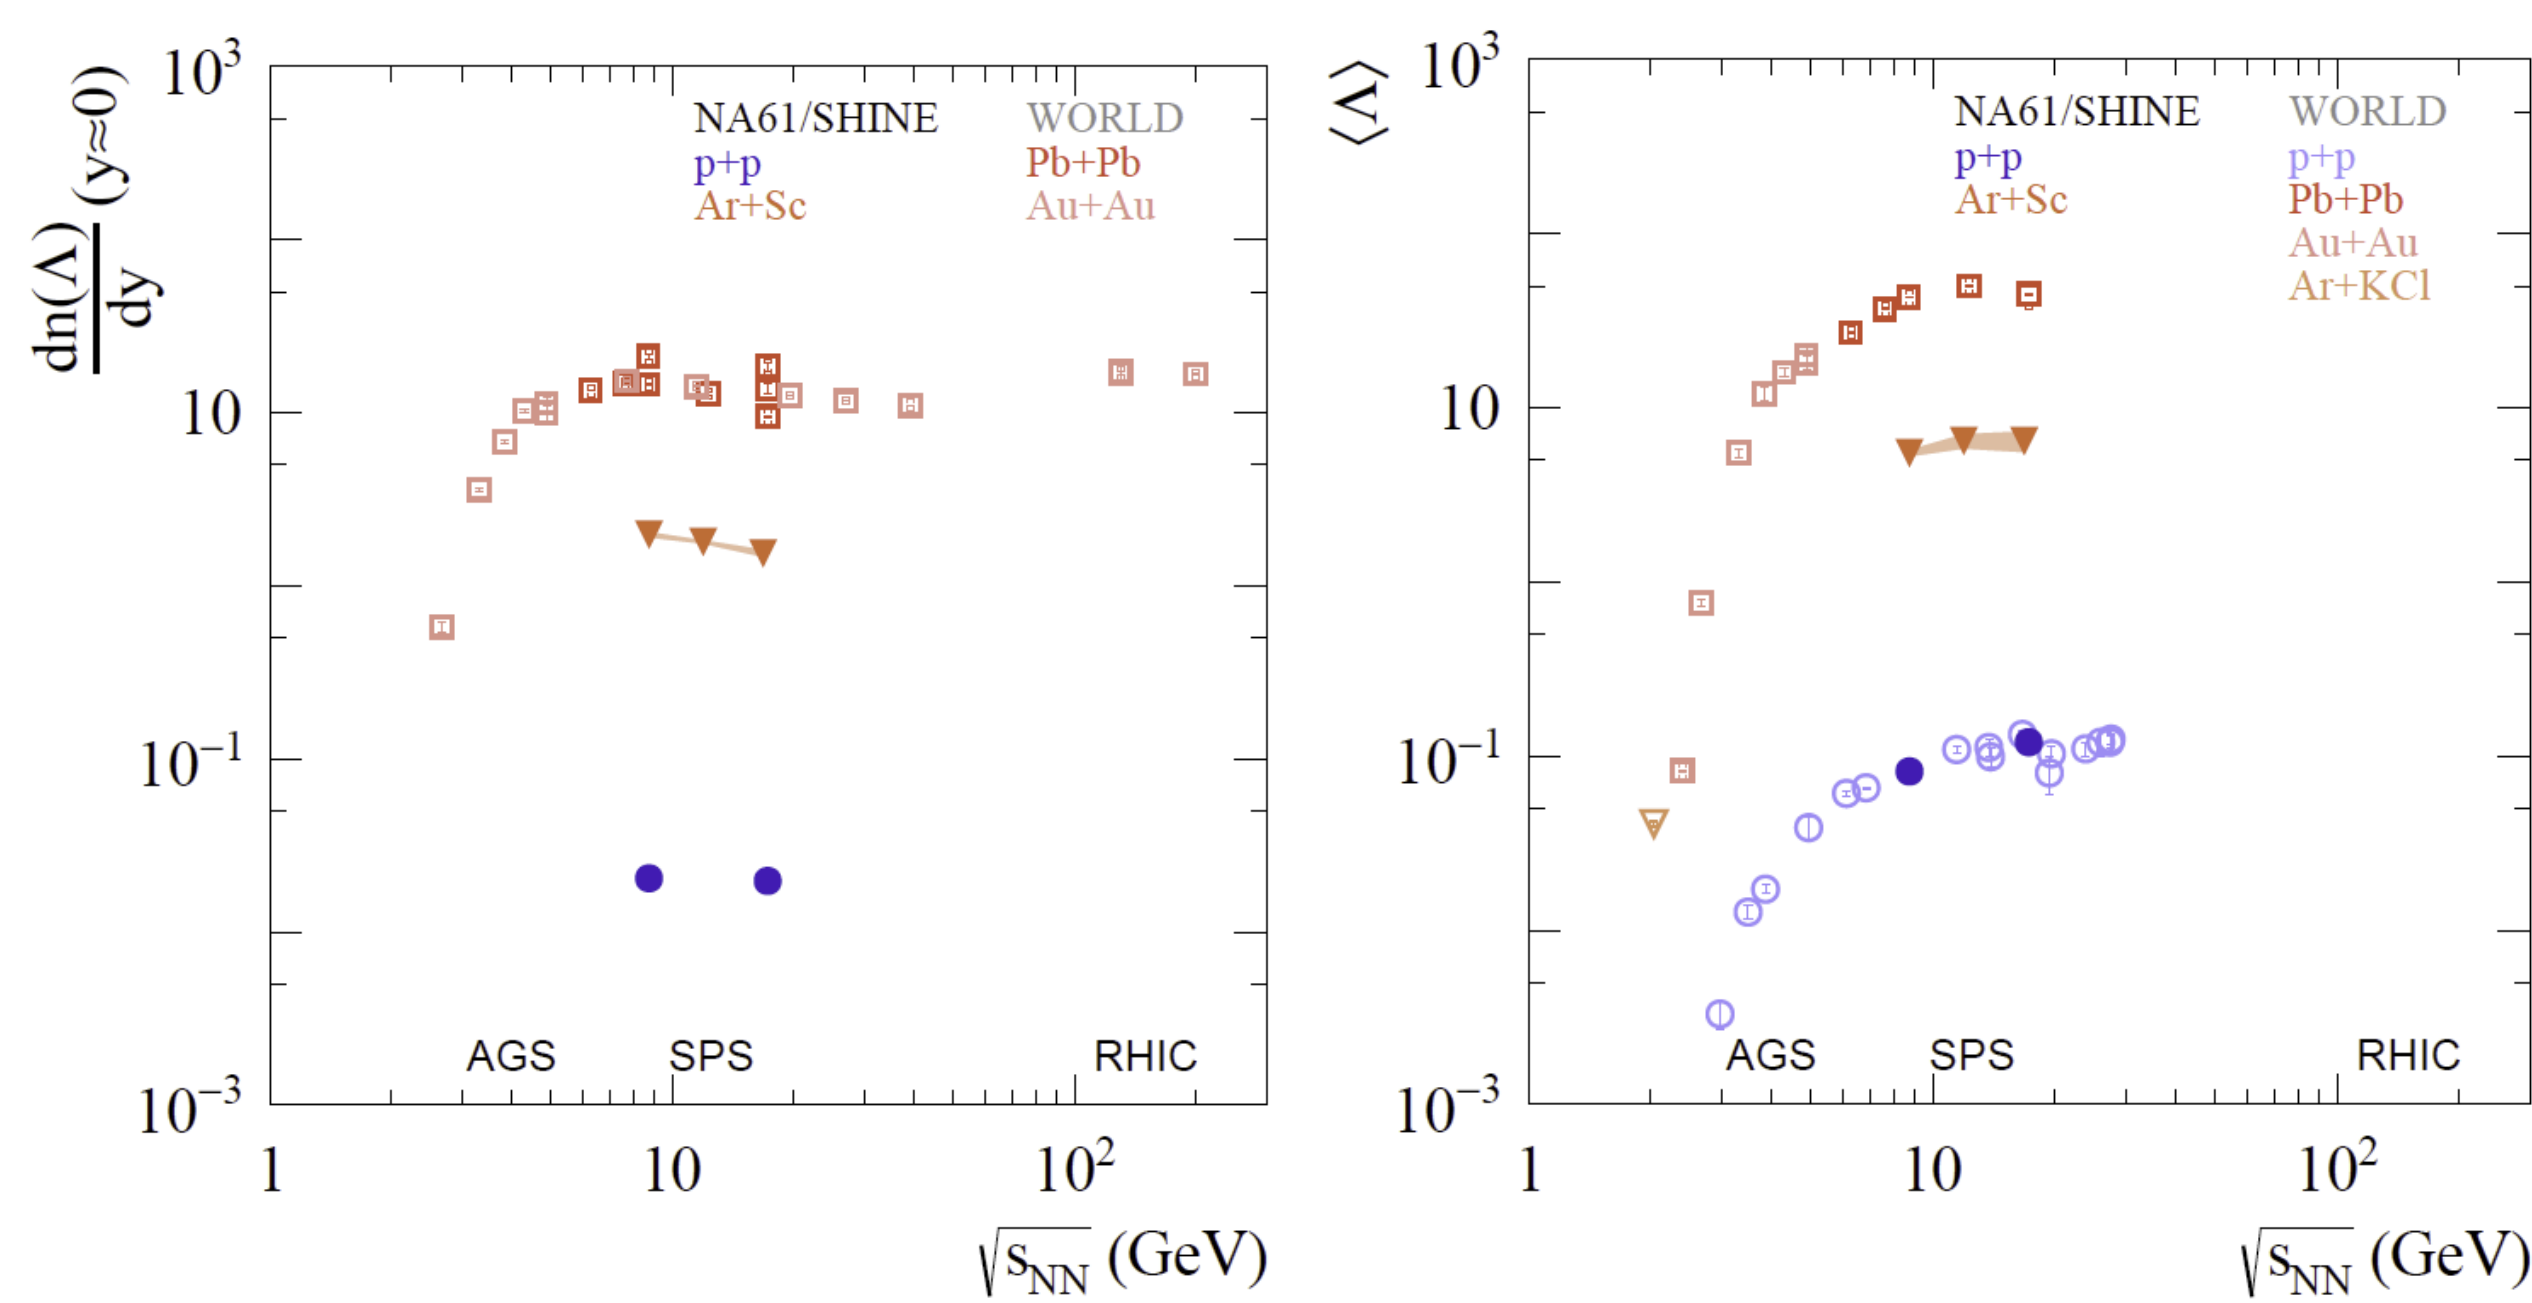 dn(Λ)/dy (y≈0)
10³
10
10⁻¹
10⁻³
NA61/SHINE
p+p
Ar+Sc
WORLD
Pb+Pb
Au+Au
AGS SPS RHIC
1 10 10²
√s_NN (GeV)
⟨Λ⟩
10³
10
10⁻¹
10⁻³
NA61/SHINE
p+p
Ar+Sc
WORLD
p+p
Pb+Pb
Au+Au
Ar+KCl
AGS SPS RHIC
1 10 10²
√s_NN (GeV)